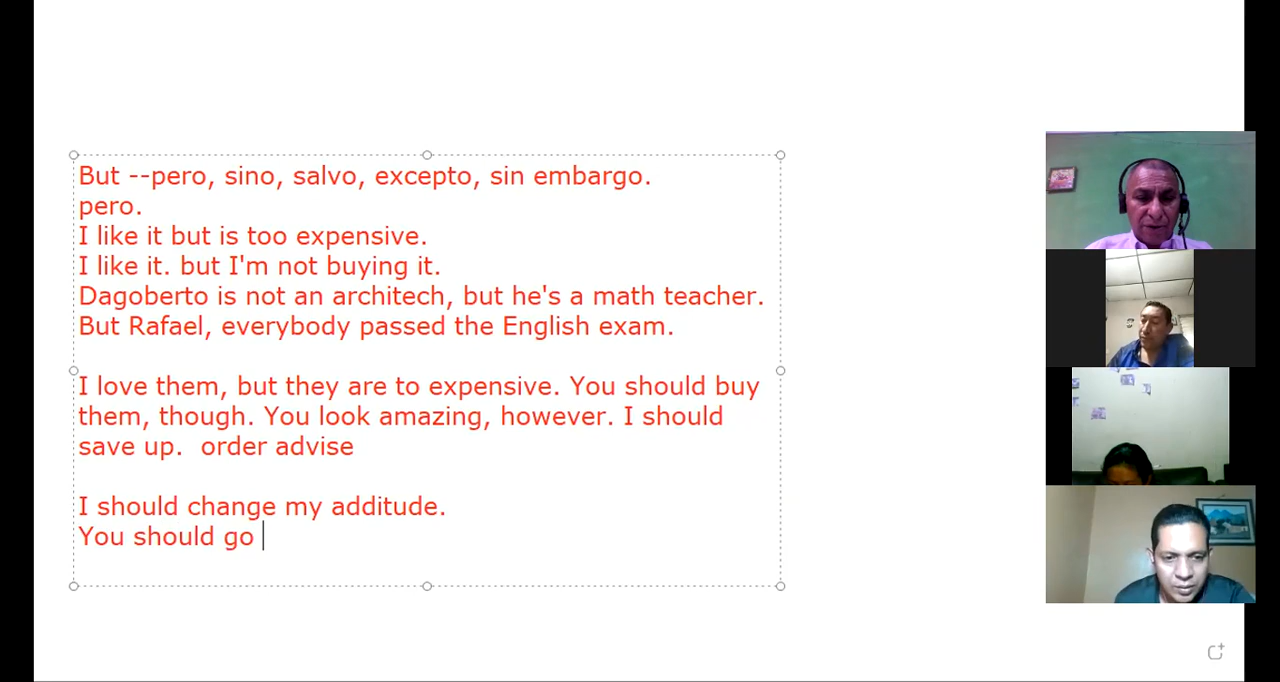 But --pero, sino, salvo, excepto, sin embargo.
pero.
I like it but is too expensive.
I like it. but I'm not buying it.
Dagoberto is not an architech, but he's a math teacher.
But Rafael, everybody passed the English exam.
I love them, but they are to expensive. You should buy
them, though. You look amazing, however. I should
save up.  order advise
I should change my additude.
You should go